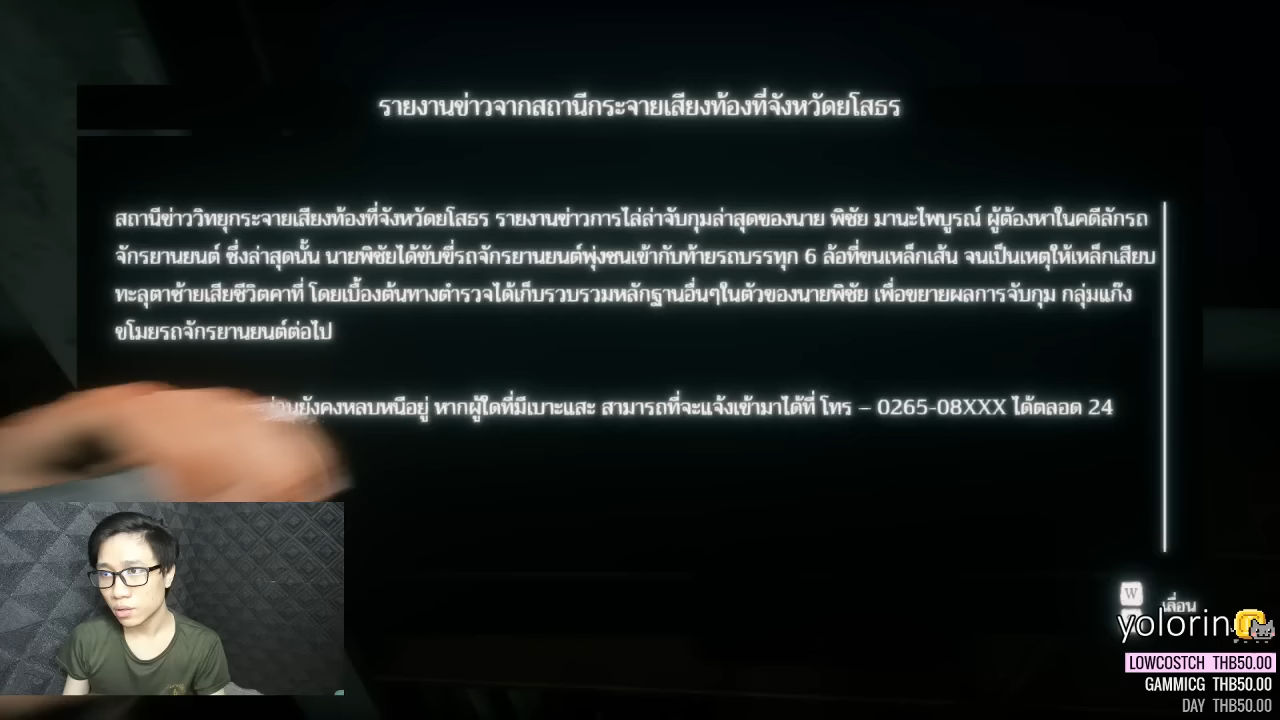 รายงานข่าวจากสถานีกระจายเสียงท้องที่จังหวัดยโสธร
สถานีข่าววิทยุกระจายเสียงท้องที่จังหวัดยโสธร รายงานข่าวการไล่ล่าจับกุมล่าสุดของนาย พิชัย มานะไพบูรณ์ ผู้ต้องหาในคดีลักรถ
จักรยานยนต์ ซึ่งล่าสุดนั้น นายพิชัยได้ขับขี่รถจักรยานยนต์พุ่งชนเข้ากับท้ายรถบรรทุก 6 ล้อที่ขนเหล็กเส้น จนเป็นเหตุให้เหล็กเสียบ
ทะลุตาซ้ายเสียชีวิตคาที่ โดยเบื้องต้นทางตำรวจได้เก็บรวบรวมหลักฐานอื่นๆในตัวของนายพิชัย เพื่อขยายผลการจับกุม กลุ่มแก๊ง
ขโมยรถจักรยานยนต์ต่อไป
ยังคงหลบหนีอยู่ หากผู้ใดที่มีเบาะแสะ สามารถที่จะแจ้งเข้ามาได้ที่ โทร – 0265-08XXX ได้ตลอด 24
W
เลื่อน
yolorin
LOWCOSTCH THB50.00
GAMMICG THB50.00
DAY THB50.00